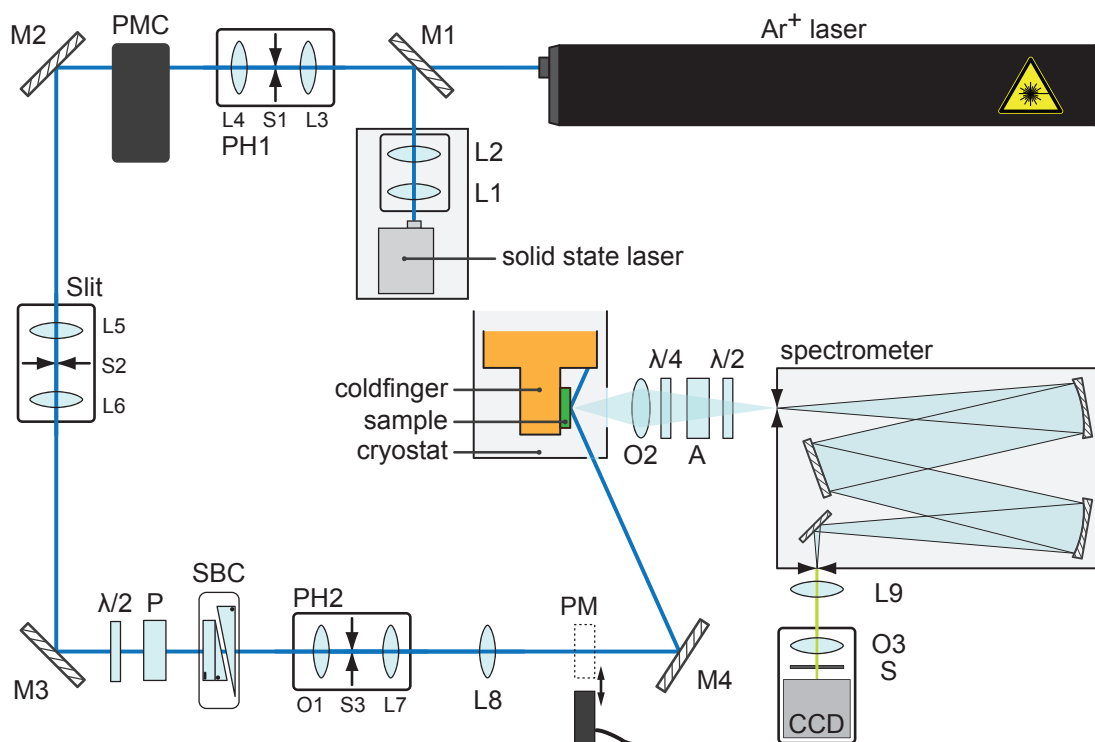 M2
PMC
L4
S1
L3
PH1
M1
Ar+ laser
L2
L1
solid state laser
Slit
L5
S2
L6
coldfinger
sample
cryostat
λ/4
λ/2
O2
A
spectrometer
M3
λ/2
P
SBC
PH2
O1
S3
L7
L8
PM
M4
L9
O3
S
CCD